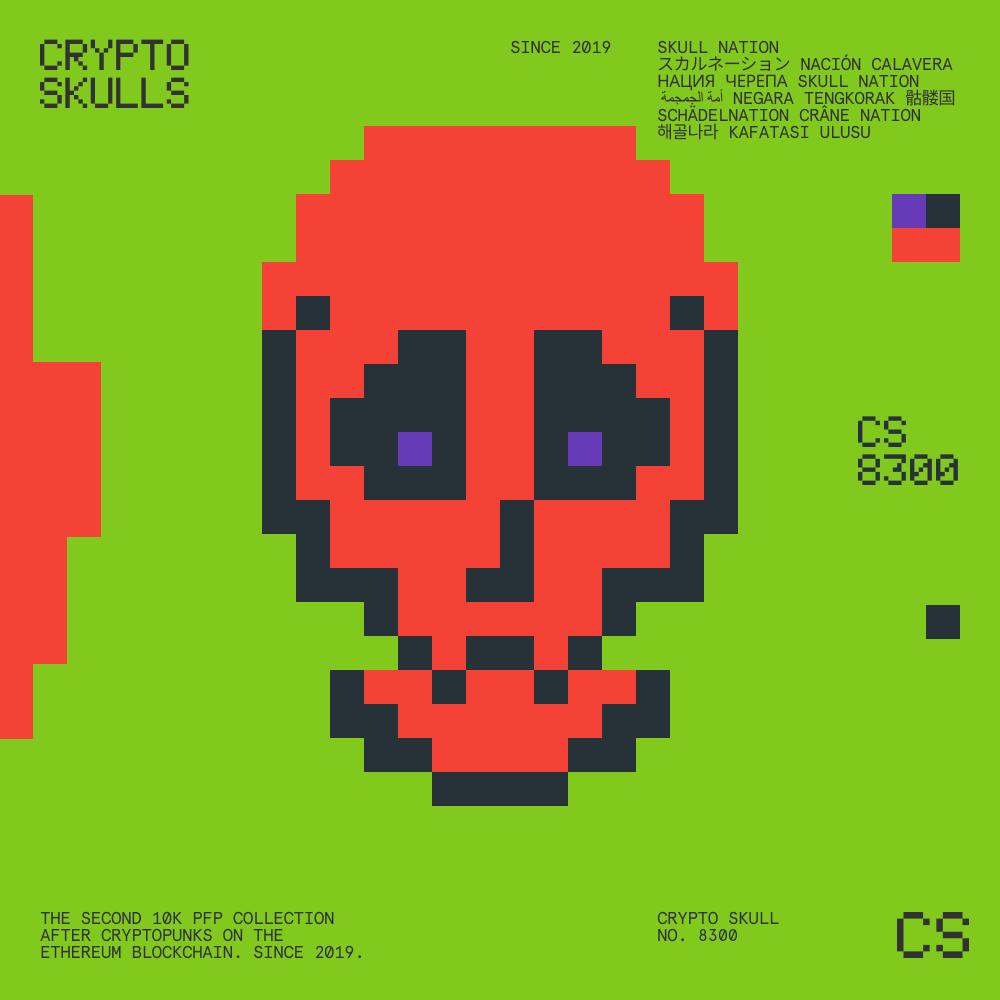 CRYPTO
SKULLS
SINCE 2019
SKULL NATION
スカルネーション NACIÓN CALAVERA
НАЦИЯ ЧЕРЕПА SKULL NATION
أمة الجمجمة NEGARA TENGKORAK 骷髅国
SCHÄDELNATION CRÂNE NATION
해골나라 KAFATASI ULUSU
CS
8300
THE SECOND 10K PFP COLLECTION
AFTER CRYPTOPUNKS ON THE
ETHEREUM BLOCKCHAIN. SINCE 2019.
CRYPTO SKULL
NO. 8300
CS